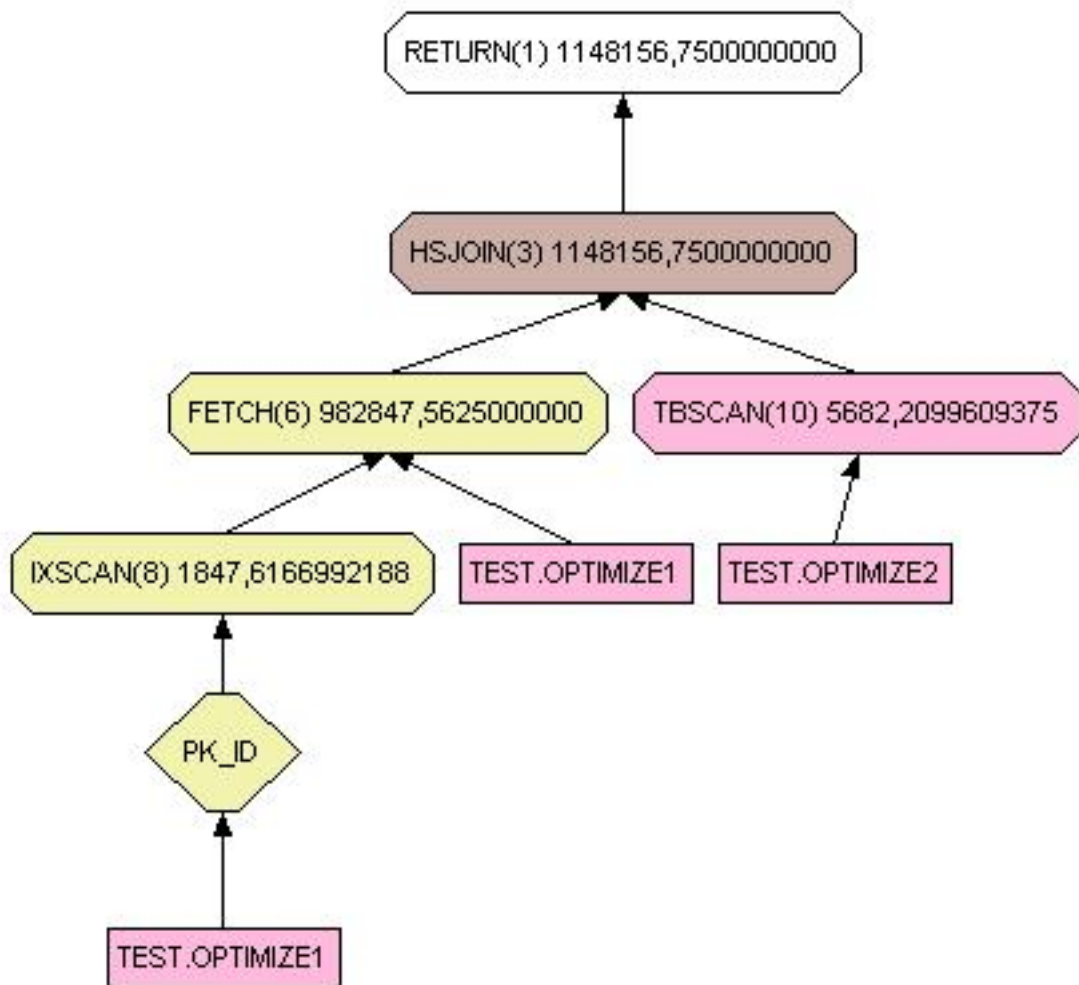 RETURN(1) 1148156,7500000000
HSJOIN(3) 1148156,7500000000
FETCH(6) 982847,5625000000
TBSCAN(10) 5682,2099609375
IXSCAN(8) 1847,6166992188
TEST.OPTIMIZE1
TEST.OPTIMIZE2
PK_ID
TEST.OPTIMIZE1